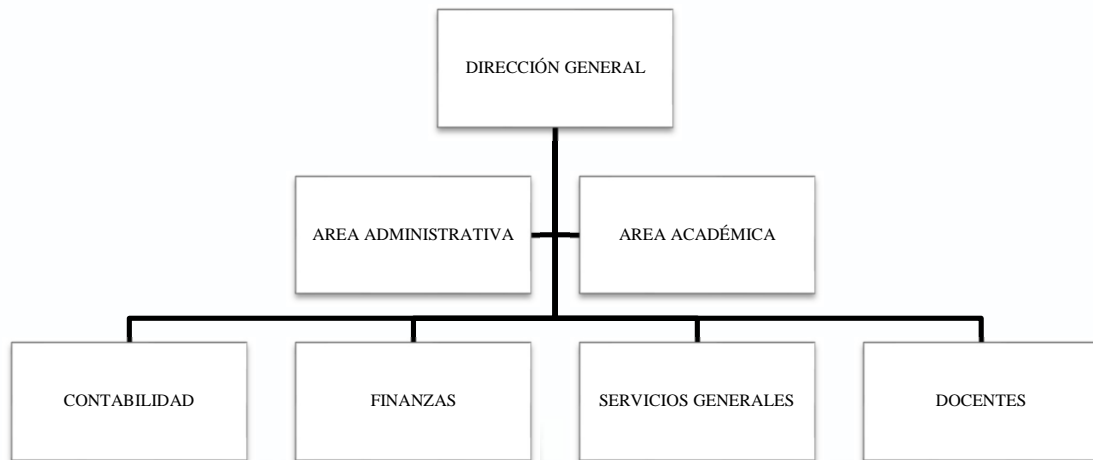 DIRECCIÓN GENERAL
AREA ADMINISTRATIVA
AREA ACADÉMICA
CONTABILIDAD
FINANZAS
SERVICIOS GENERALES
DOCENTES